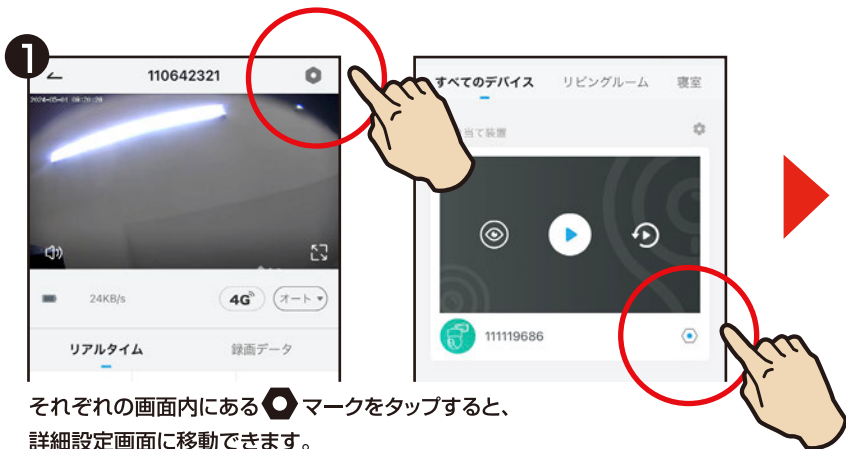 1
110642321
2024-05-01 09:20:20
24KB/s
4G
オート
リアルタイム 録画データ
すべてのデバイス リビングルーム 寝室
当て装置
111119686
それぞれの画面内にある マークをタップすると、
詳細設定画面に移動できます。